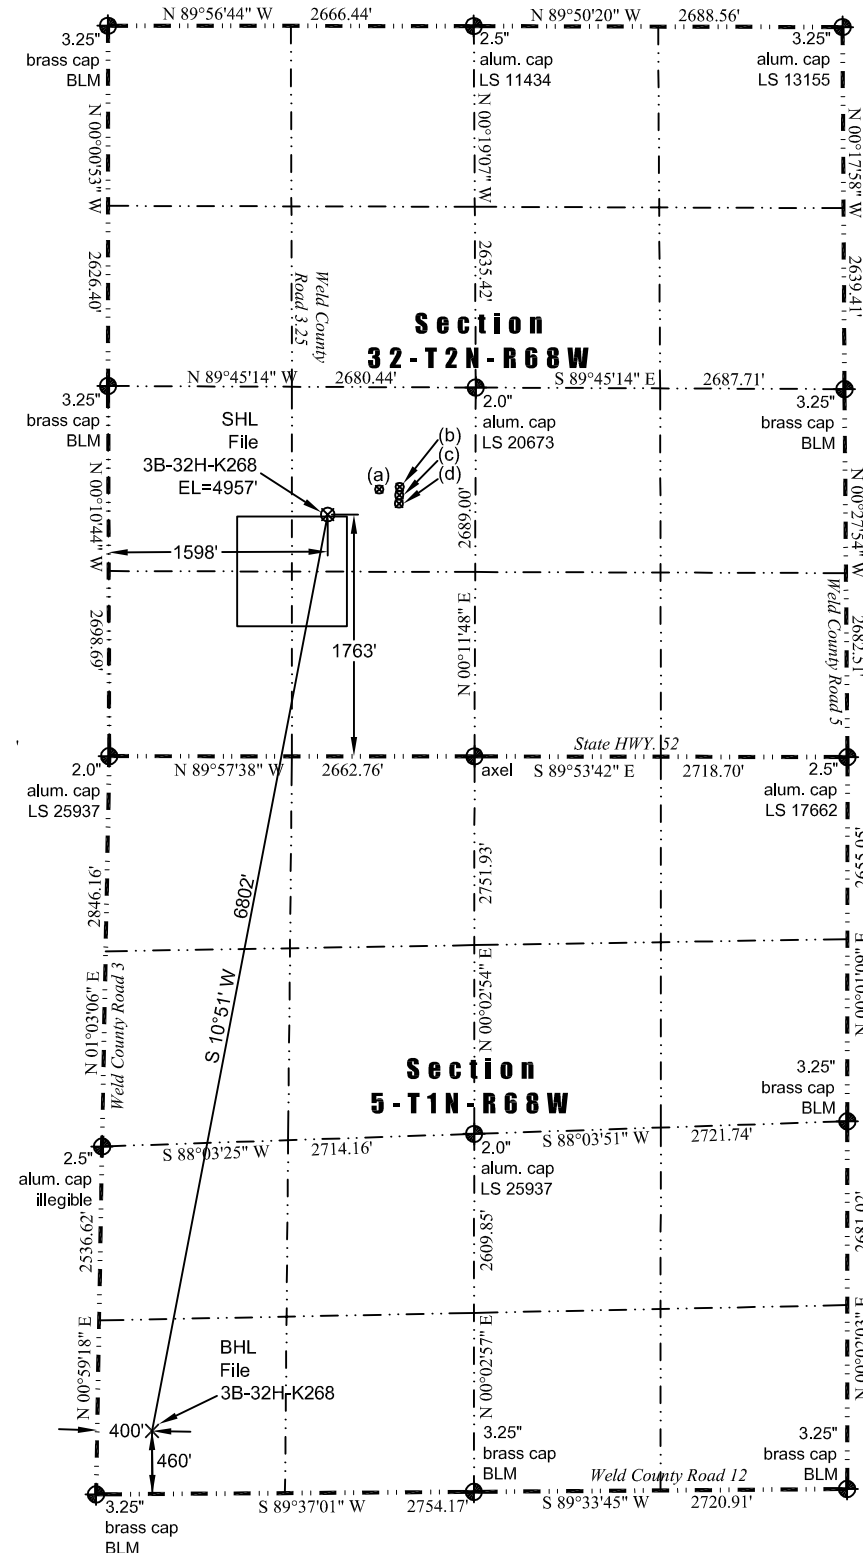 N 89°56'44" W 2666.44'
N 89°50'20" W 2688.56'
3.25"
brass cap
BLM
2.5"
alum. cap
LS 11434
3.25"
alum. cap
LS 13155
N 00°00'53" W
2626.40'
N 00°19'07" W
2635.42'
N 00°17'58" W
2639.41'
Weld County
Road 3.25
Section
32-T2N-R68W
N 89°45'14" W 2680.44'
S 89°45'14" E 2687.71'
3.25"
brass cap
BLM
2.0"
alum. cap
LS 20673
3.25"
brass cap
BLM
SHL
File
3B-32H-K268
EL=4957'
(a)
(b)
(c)
(d)
N 00°10'44" W
2698.69'
2689.00'
N 00°11'48" E
N 00°27'54" W
2682.51'
Weld County Road 5
1598'
1763'
State HWY. 52
N 89°57'38" W 2662.76'
S 89°53'42" E 2718.70'
2.0"
alum. cap
LS 25937
axel
2.5"
alum. cap
LS 17662
2846.16'
N 01°03'06" E
Weld County Road 3
6802'
S 10°51' W
2751.93'
N 00°02'54" E
Section
5-T1N-R68W
3.25"
brass cap
BLM
S 88°03'25" W 2714.16'
S 88°03'51" W 2721.74'
2.5"
alum. cap
illegible
2.0"
alum. cap
LS 25937
2536.62'
N 00°59'18" E
2609.85'
N 00°02'57" E
BHL
File
3B-32H-K268
400'
460'
3.25"
brass cap
BLM
3.25"
brass cap
BLM
Weld County Road 12
S 89°37'01" W 2754.17'
S 89°33'45" W 2720.91'
3.25"
brass cap
BLM